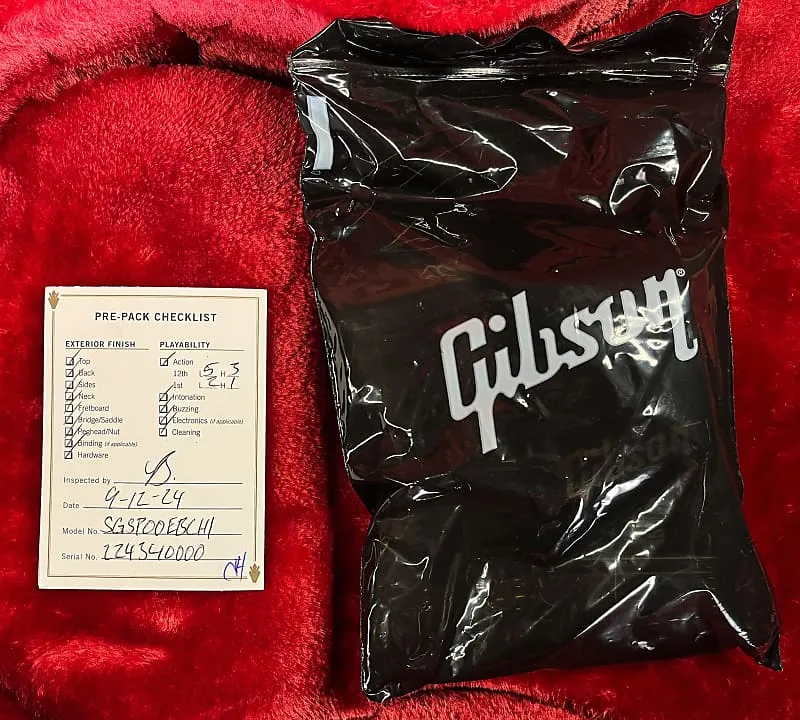 PRE-PACK CHECKLIST
EXTERIOR FINISH
Top
Back
Sides
Neck
Fretboard
Bridge/Saddle
Peghead/Nut
Binding (if applicable)
Hardware
PLAYABILITY
Action
12th L 5 H 3
1st L 2 H 1
Intonation
Buzzing
Electronics (if applicable)
Cleaning
Inspected by
Date 9-12-24
Model No. SGSP00EBCH1
Serial No. 224340000
Gibson®